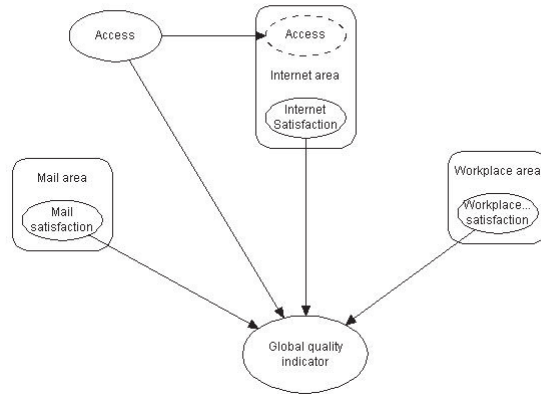 Access
Access
Internet area
Internet
Satisfaction
Mail area
Mail
satisfaction
Workplace area
Workplace...
satisfaction
Global quality
indicator